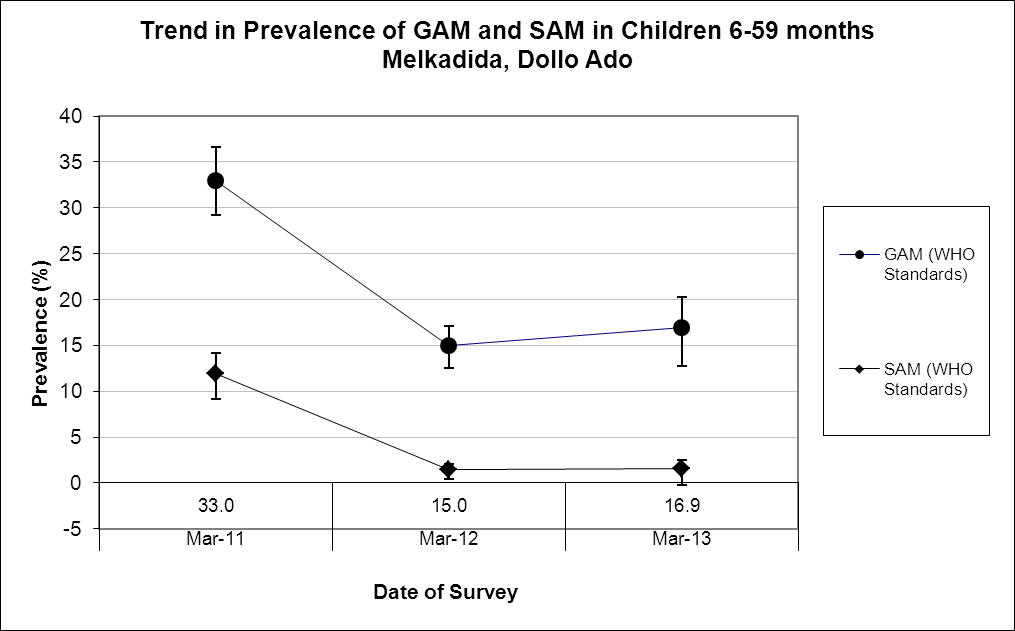 Trend in Prevalence of GAM and SAM in Children 6-59 months
Melkadida, Dollo Ado
40
35
30
25
20
15
10
5
0
-5
Prevalence (%)
33.0
15.0
16.9
Mar-11
Mar-12
Mar-13
Date of Survey
GAM (WHO
Standards)
SAM (WHO
Standards)